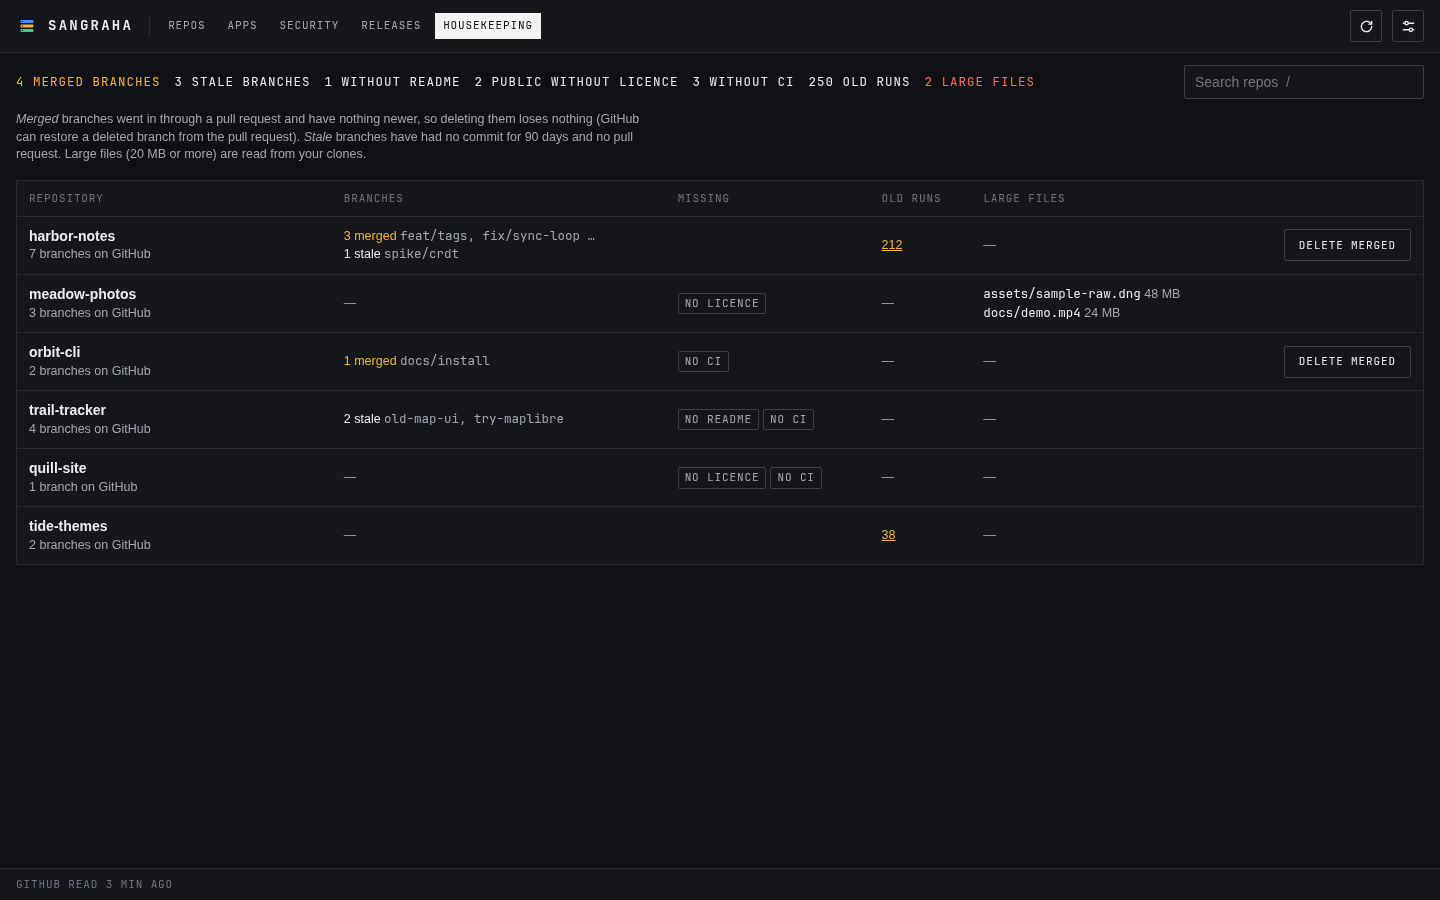 SANGRAHA REPOS APPS SECURITY RELEASES HOUSEKEEPING
4 MERGED BRANCHES 3 STALE BRANCHES 1 WITHOUT README 2 PUBLIC WITHOUT LICENCE 3 WITHOUT CI 250 OLD RUNS 2 LARGE FILES Search repos /
Merged branches went in through a pull request and have nothing newer, so deleting them loses nothing (GitHub
can restore a deleted branch from the pull request). Stale branches have had no commit for 90 days and no pull
request. Large files (20 MB or more) are read from your clones.
REPOSITORY BRANCHES MISSING OLD RUNS LARGE FILES
harbor-notes 3 merged feat/tags, fix/sync-loop … 212 — DELETE MERGED
7 branches on GitHub 1 stale spike/crdt
meadow-photos — NO LICENCE — assets/sample-raw.dng 48 MB
3 branches on GitHub docs/demo.mp4 24 MB
orbit-cli 1 merged docs/install NO CI — — DELETE MERGED
2 branches on GitHub
trail-tracker 2 stale old-map-ui, try-maplibre NO README NO CI — —
4 branches on GitHub
quill-site — NO LICENCE NO CI — —
1 branch on GitHub
tide-themes — 38 —
2 branches on GitHub
GITHUB READ 3 MIN AGO